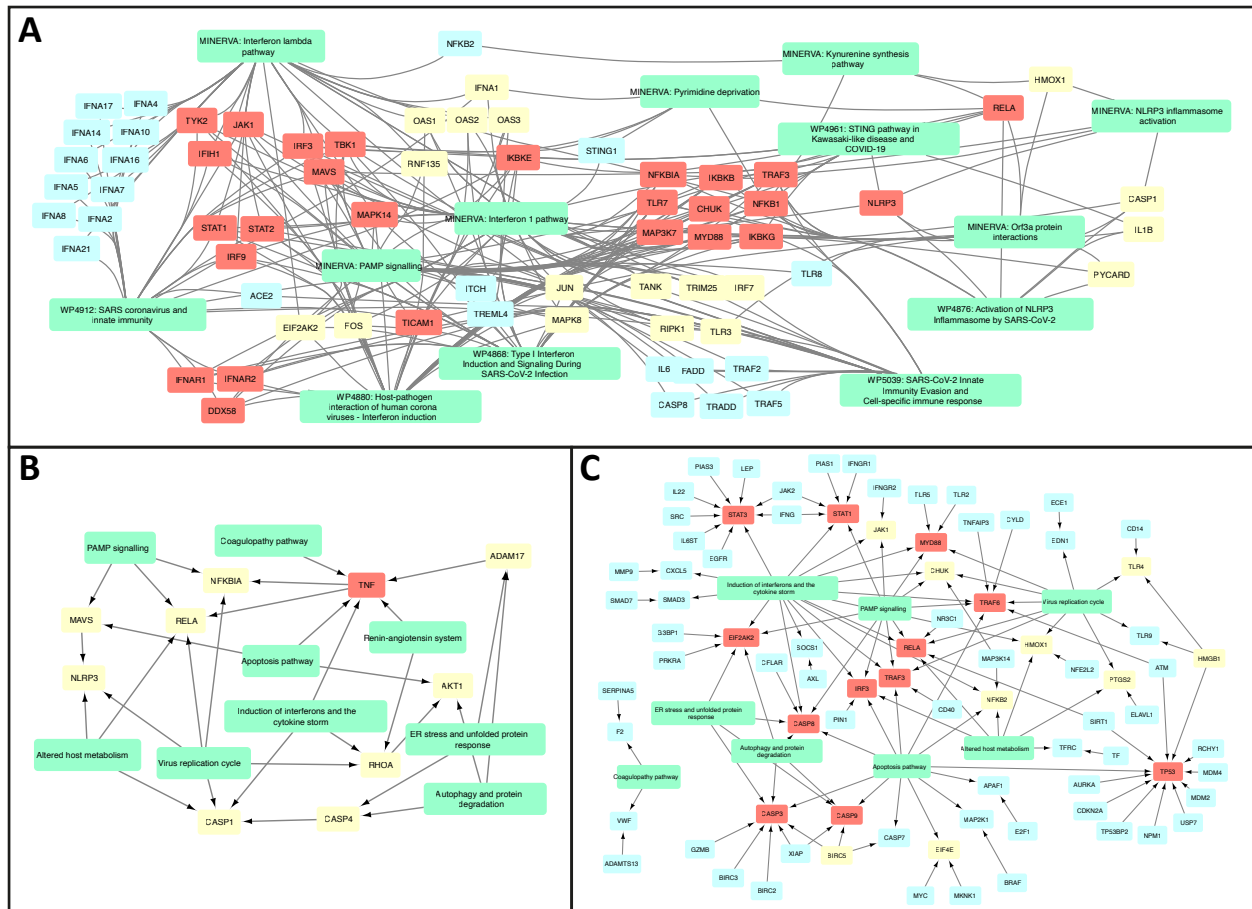 A
MINERVA: Interferon lambda
pathway
NFKB2
MINERVA: Kynurenine synthesis
pathway
MINERVA: Pyrimidine deprivation
HMOX1
RELA
MINERVA: NLRP3 inflammasome
activation
IFNA17
IFNA4
IFNA14
IFNA10
IFNA6
IFNA16
IFNA5
IFNA7
IFNA8
IFNA2
IFNA21
TYK2
JAK1
IFIH1
IRF3
TBK1
MAVS
IFNA1
OAS1
OAS2
OAS3
RNF135
IKBKE
STING1
WP4961: STING pathway in
Kawasaki-like disease and
COVID-19
NFKBIA
IKBKB
TRAF3
TLR7
CHUK
NFKB1
MAP3K7
MYD88
IKBKG
NLRP3
CASP1
IL1B
PYCARD
STAT1
STAT2
IRF9
MAPK14
MINERVA: Interferon 1 pathway
MINERVA: Orf3a protein
interactions
MINERVA: PAMP signalling
TLR8
ITCH
JUN
TANK
TRIM25
IRF7
ACE2
TREML4
MAPK8
WP4912: SARS coronavirus and
innate immunity
WP4876: Activation of NLRP3
Inflammasome by SARS-CoV-2
EIF2AK2
FOS
TICAM1
RIPK1
TLR3
WP4868: Type I Interferon
Induction and Signaling During
SARS-CoV-2 Infection
IL6
FADD
TRAF2
CASP8
TRADD
TRAF5
WP5039: SARS-CoV-2 Innate
Immunity Evasion and
Cell-specific immune response
IFNAR1
IFNAR2
DDX58
WP4880: Host-pathogen
interaction of human corona
viruses - Interferon induction
B
PAMP signalling
Coagulopathy pathway
ADAM17
NFKBIA
TNF
MAVS
RELA
Renin-angiotensin system
Apoptosis pathway
NLRP3
AKT1
Induction of interferons and the
cytokine storm
ER stress and unfolded protein
response
Altered host metabolism
Virus replication cycle
RHOA
Autophagy and protein
degradation
CASP1
CASP4
C
PIAS3
LEP
PIAS1
IFNGR1
IL22
JAK2
IFNGR2
TLR5
TLR2
ECE1
SRC
STAT3
IFNG
STAT1
JAK1
TNFAIP3
CYLD
EDN1
CD14
IL6ST
EGFR
MYD88
MMP9
CXCL5
CHUK
TLR4
SMAD7
SMAD3
Induction of interferons and the
cytokine storm
PAMP signalling
TRAF6
Virus replication cycle
G3BP1
EIF2AK2
NR3C1
TLR9
PRKRA
SOCS1
RELA
HMOX1
HMGB1
CFLAR
AXL
MAP3K14
NFE2L2
ATM
SERPINA5
IRF3
TRAF3
NFKB2
PTGS2
ER stress and unfolded protein
response
CASP8
PIN1
CD40
SIRT1
ELAVL1
F2
Autophagy and protein
degradation
Altered host metabolism
TFRC
TF
RCHY1
Coagulopathy pathway
Apoptosis pathway
TP53
MDM4
APAF1
AURKA
MDM2
VWF
CASP3
CASP9
MAP2K1
CDKN2A
USP7
GZMB
CASP7
E2F1
TP53BP2
NPM1
ADAMTS13
XIAP
BIRC5
EIF4E
BIRC3
BIRC2
BRAF
MYC
MKNK1